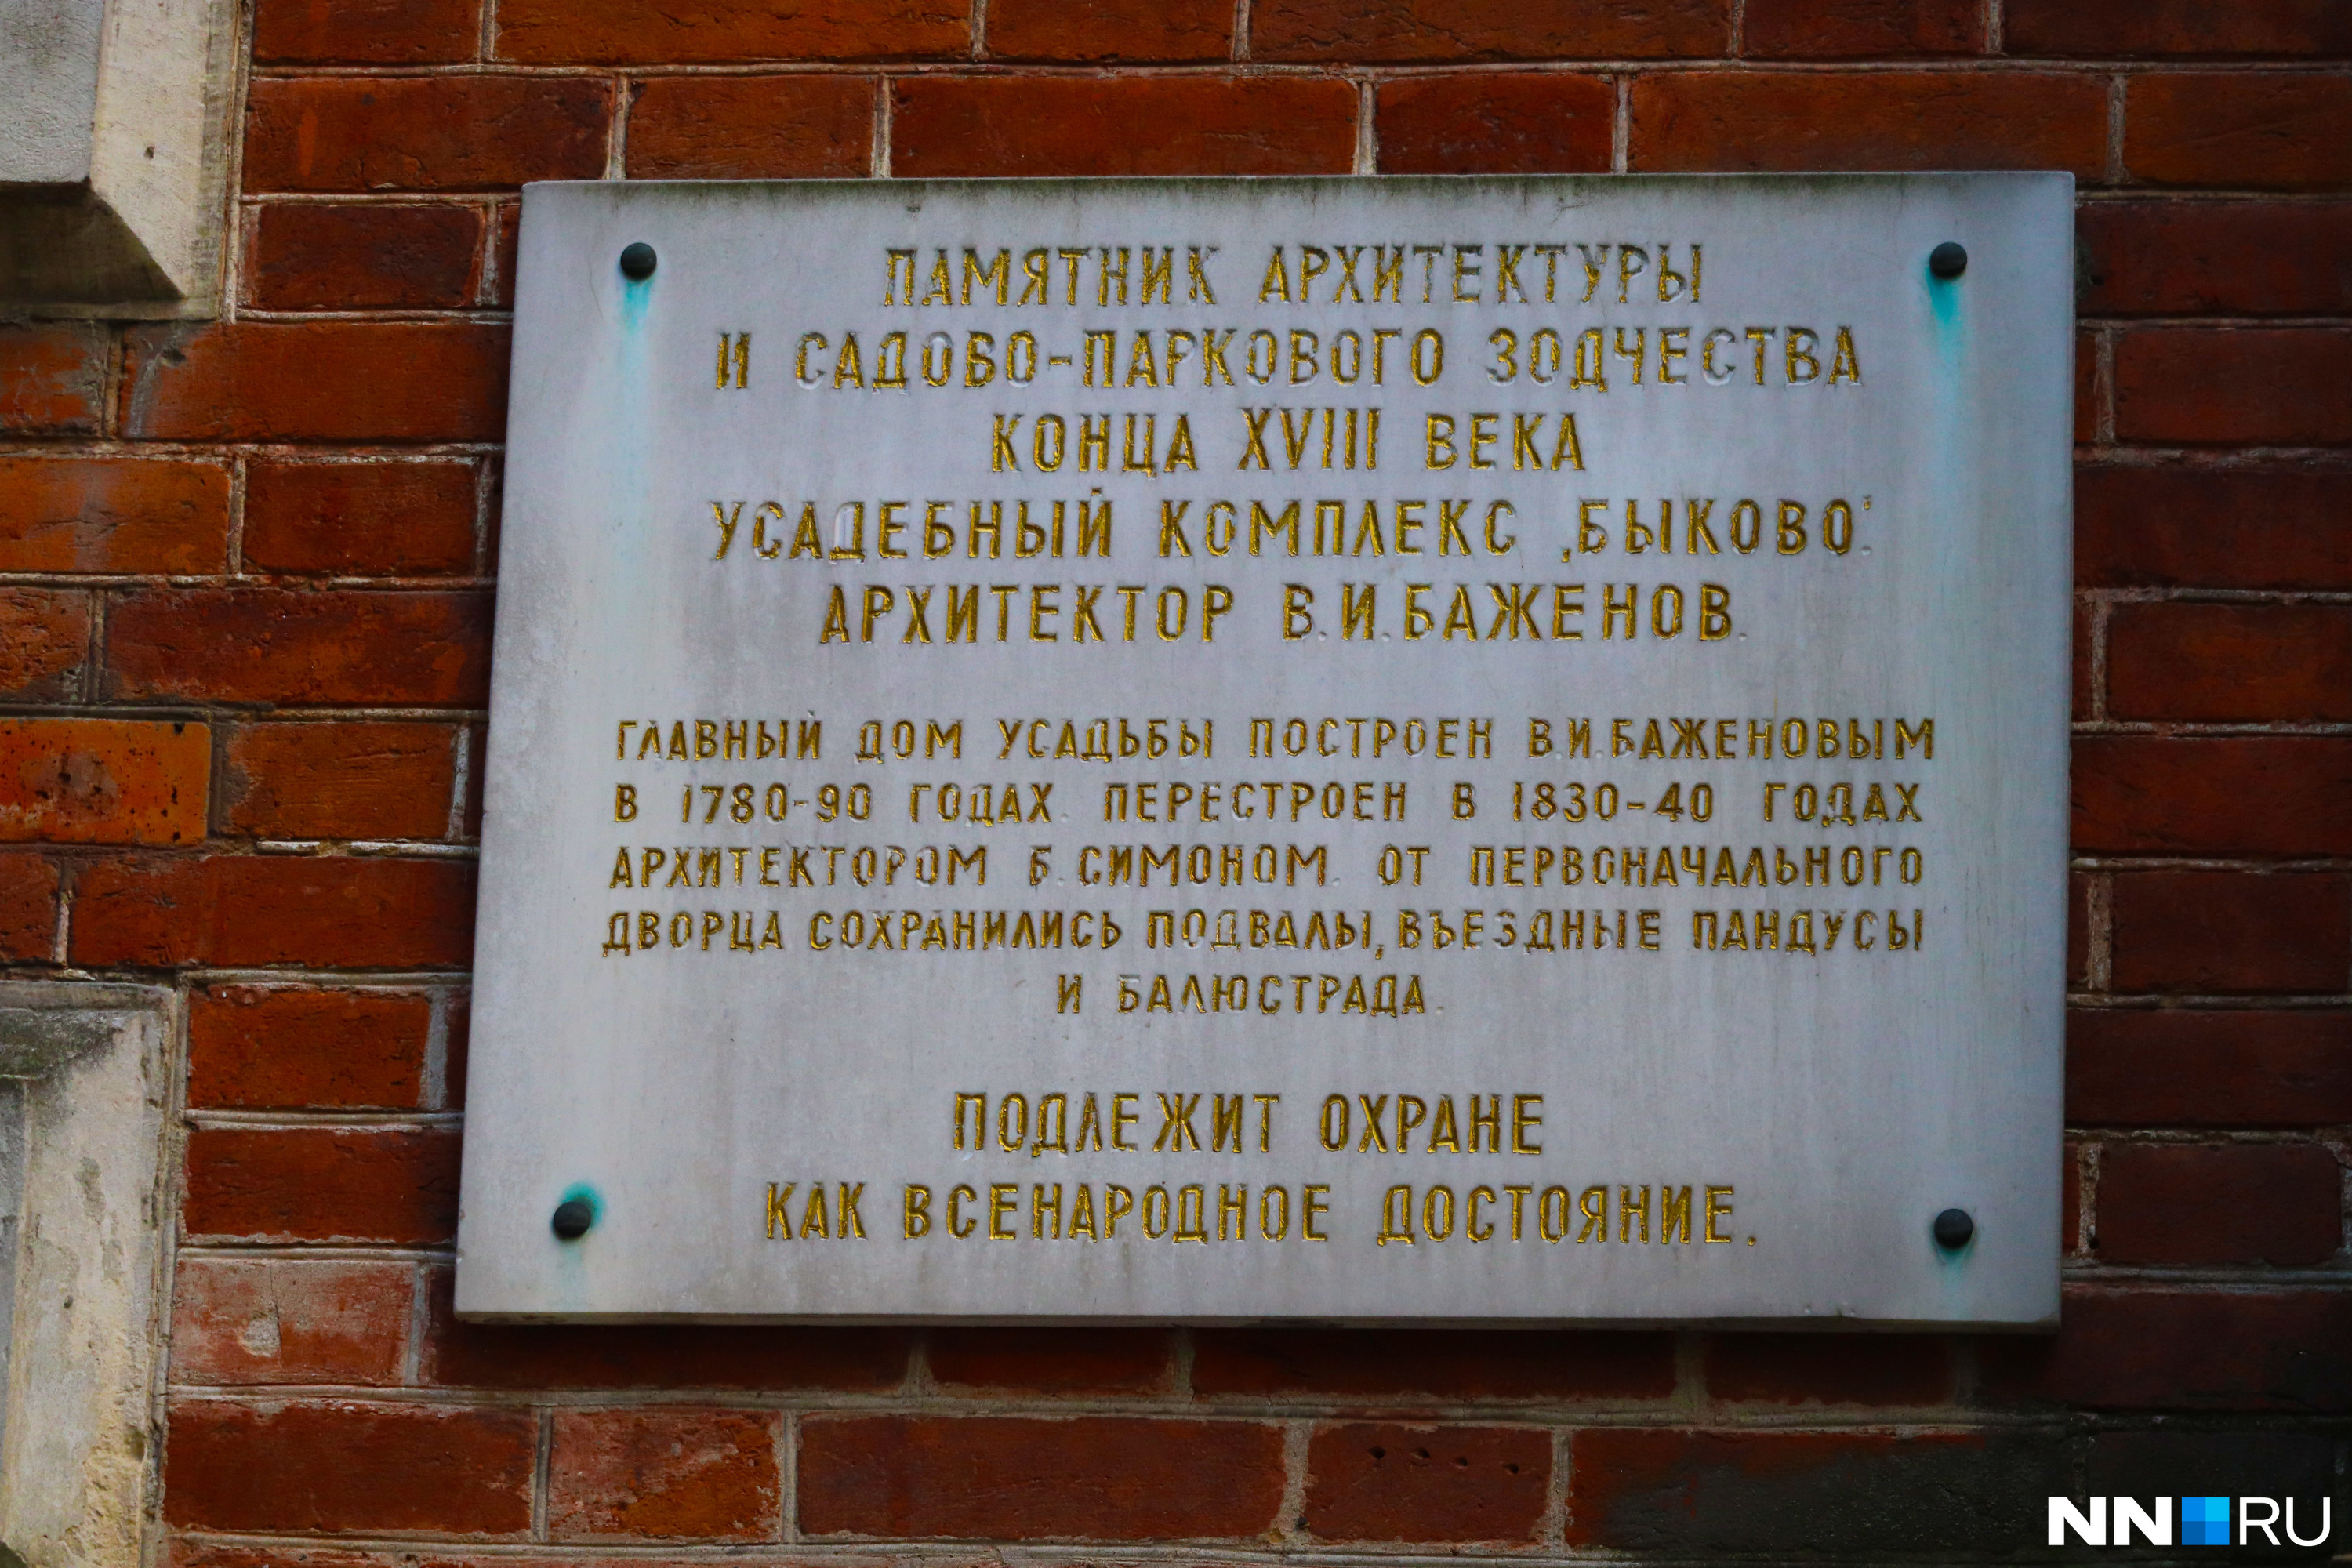 ПАМЯТНИК АРХИТЕКТУРЫ
И САДОВО-ПАРКОВОГО ЗОДЧЕСТВА
КОНЦА XVIII ВЕКА
УСАДЕБНЫЙ КОМПЛЕКС „БЫКОВО“.
АРХИТЕКТОР В.И.БАЖЕНОВ.
ГЛАВНЫЙ ДОМ УСАДЬБЫ ПОСТРОЕН В.И.БАЖЕНОВЫМ
В 1780-90 ГОДАХ. ПЕРЕСТРОЕН В 1830-40 ГОДАХ
АРХИТЕКТОРОМ Б.СИМОНОМ. ОТ ПЕРВОНАЧАЛЬНОГО
ДВОРЦА СОХРАНИЛИСЬ ПОДВАЛЫ, ВЪЕЗДНЫЕ ПАНДУСЫ
И БАЛЮСТРАДА.
ПОДЛЕЖИТ ОХРАНЕ
КАК ВСЕНАРОДНОЕ ДОСТОЯНИЕ.
NN RU